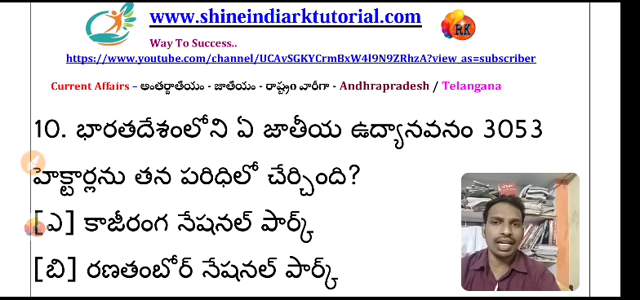 www.shineindiarktutorial.com
RK
Way To Success..
https://www.youtube.com/channel/UCAvSGKYCrmBxW4I9N9ZRhzA?view_as=subscriber
Current Affairs – అంతర్జాతీయం - జాతీయం - రాష్ట్రం వారీగా - Andhrapradesh / Telangana
10. భారతదేశంలోని ఏ జాతీయ ఉద్యానవనం 3053
హెక్టార్లను తన పరిధిలో చేర్చింది?
[ఎ] కాజీరంగ నేషనల్ పార్క్
[బి] రణతంబోర్ నేషనల్ పార్క్